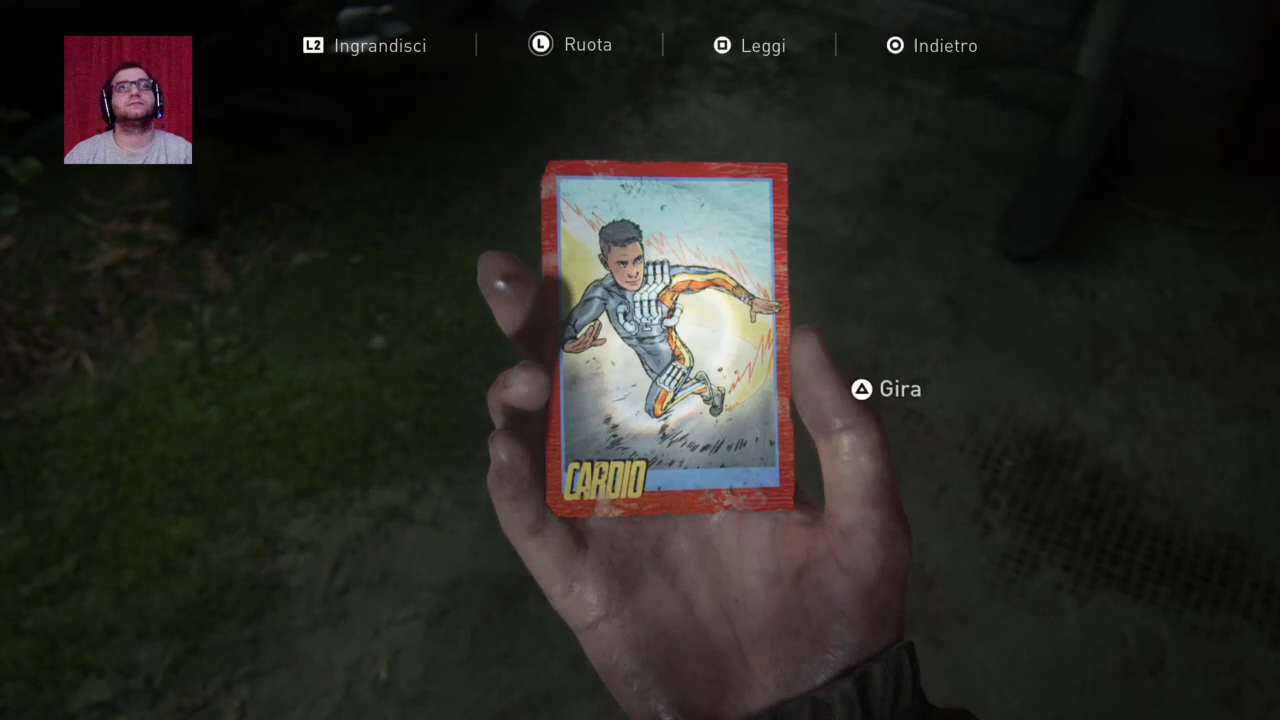 L2 Ingrandisci
L Ruota
Leggi
Indietro
Gira
CARDIO